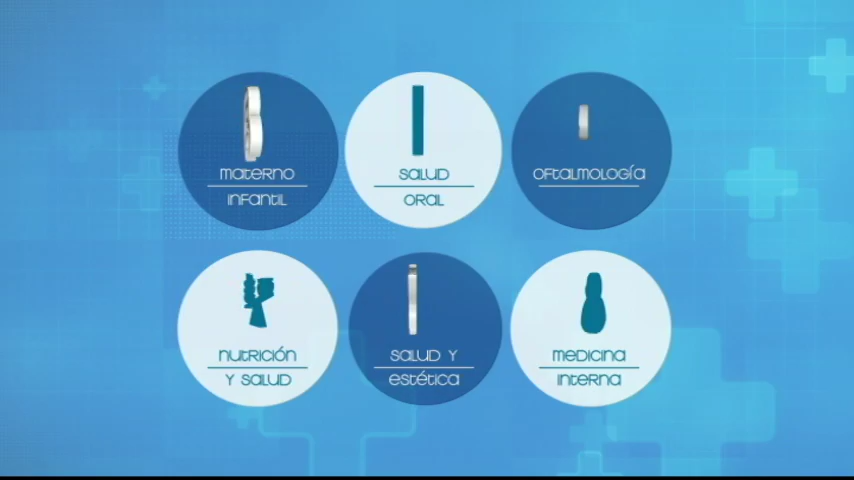 materno
infantil
salud
oral
oftalmología
nutrición
y salud
salud y
estética
medicina
interna